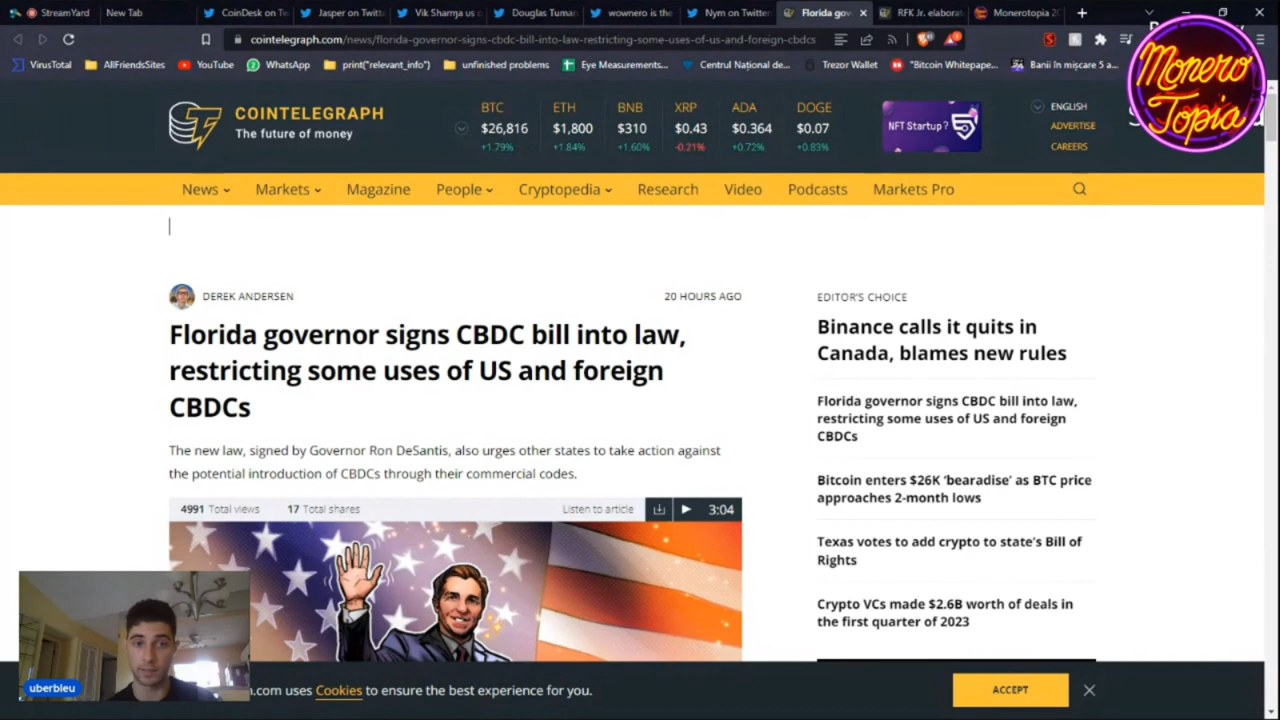 StreamYard
New Tab
CoinDesk on Tw
Jasper on Twitt
Vik Sharma us c
Douglas Tuman
wownero is the
Nym on Twitter
Florida gov
RFK Jr. elaborat
Monerotopia 20
cointelegraph.com/news/florida-governor-signs-cbdc-bill-into-law-restricting-some-uses-of-us-and-foreign-cbdcs
VirusTotal
AllFriendsSites
YouTube
WhatsApp
print("relevant_info")
unfinished problems
Eye Measurements...
Centrul Național de...
Trezor Wallet
"Bitcoin Whitepape...
Banii în mișcare 5 a...
Monero
Topia
COINTELEGRAPH
The future of money
BTC
$26,816
+1.79%
ETH
$1,800
+1.84%
BNB
$310
+1.60%
XRP
$0.43
-0.21%
ADA
$0.364
+0.72%
DOGE
$0.07
+0.83%
NFT Startup?
ENGLISH
ADVERTISE
CAREERS
News
Markets
Magazine
People
Cryptopedia
Research
Video
Podcasts
Markets Pro
DEREK ANDERSEN
20 HOURS AGO
Florida governor signs CBDC bill into law,
restricting some uses of US and foreign
CBDCs
The new law, signed by Governor Ron DeSantis, also urges other states to take action against
the potential introduction of CBDCs through their commercial codes.
4991 Total views
17 Total shares
Listen to article
3:04
EDITOR'S CHOICE
Binance calls it quits in
Canada, blames new rules
Florida governor signs CBDC bill into law,
restricting some uses of US and foreign
CBDCs
Bitcoin enters $26K ‘bearadise’ as BTC price
approaches 2-month lows
Texas votes to add crypto to state’s Bill of
Rights
Crypto VCs made $2.6B worth of deals in
the first quarter of 2023
uberbleu
.com uses Cookies to ensure the best experience for you.
ACCEPT